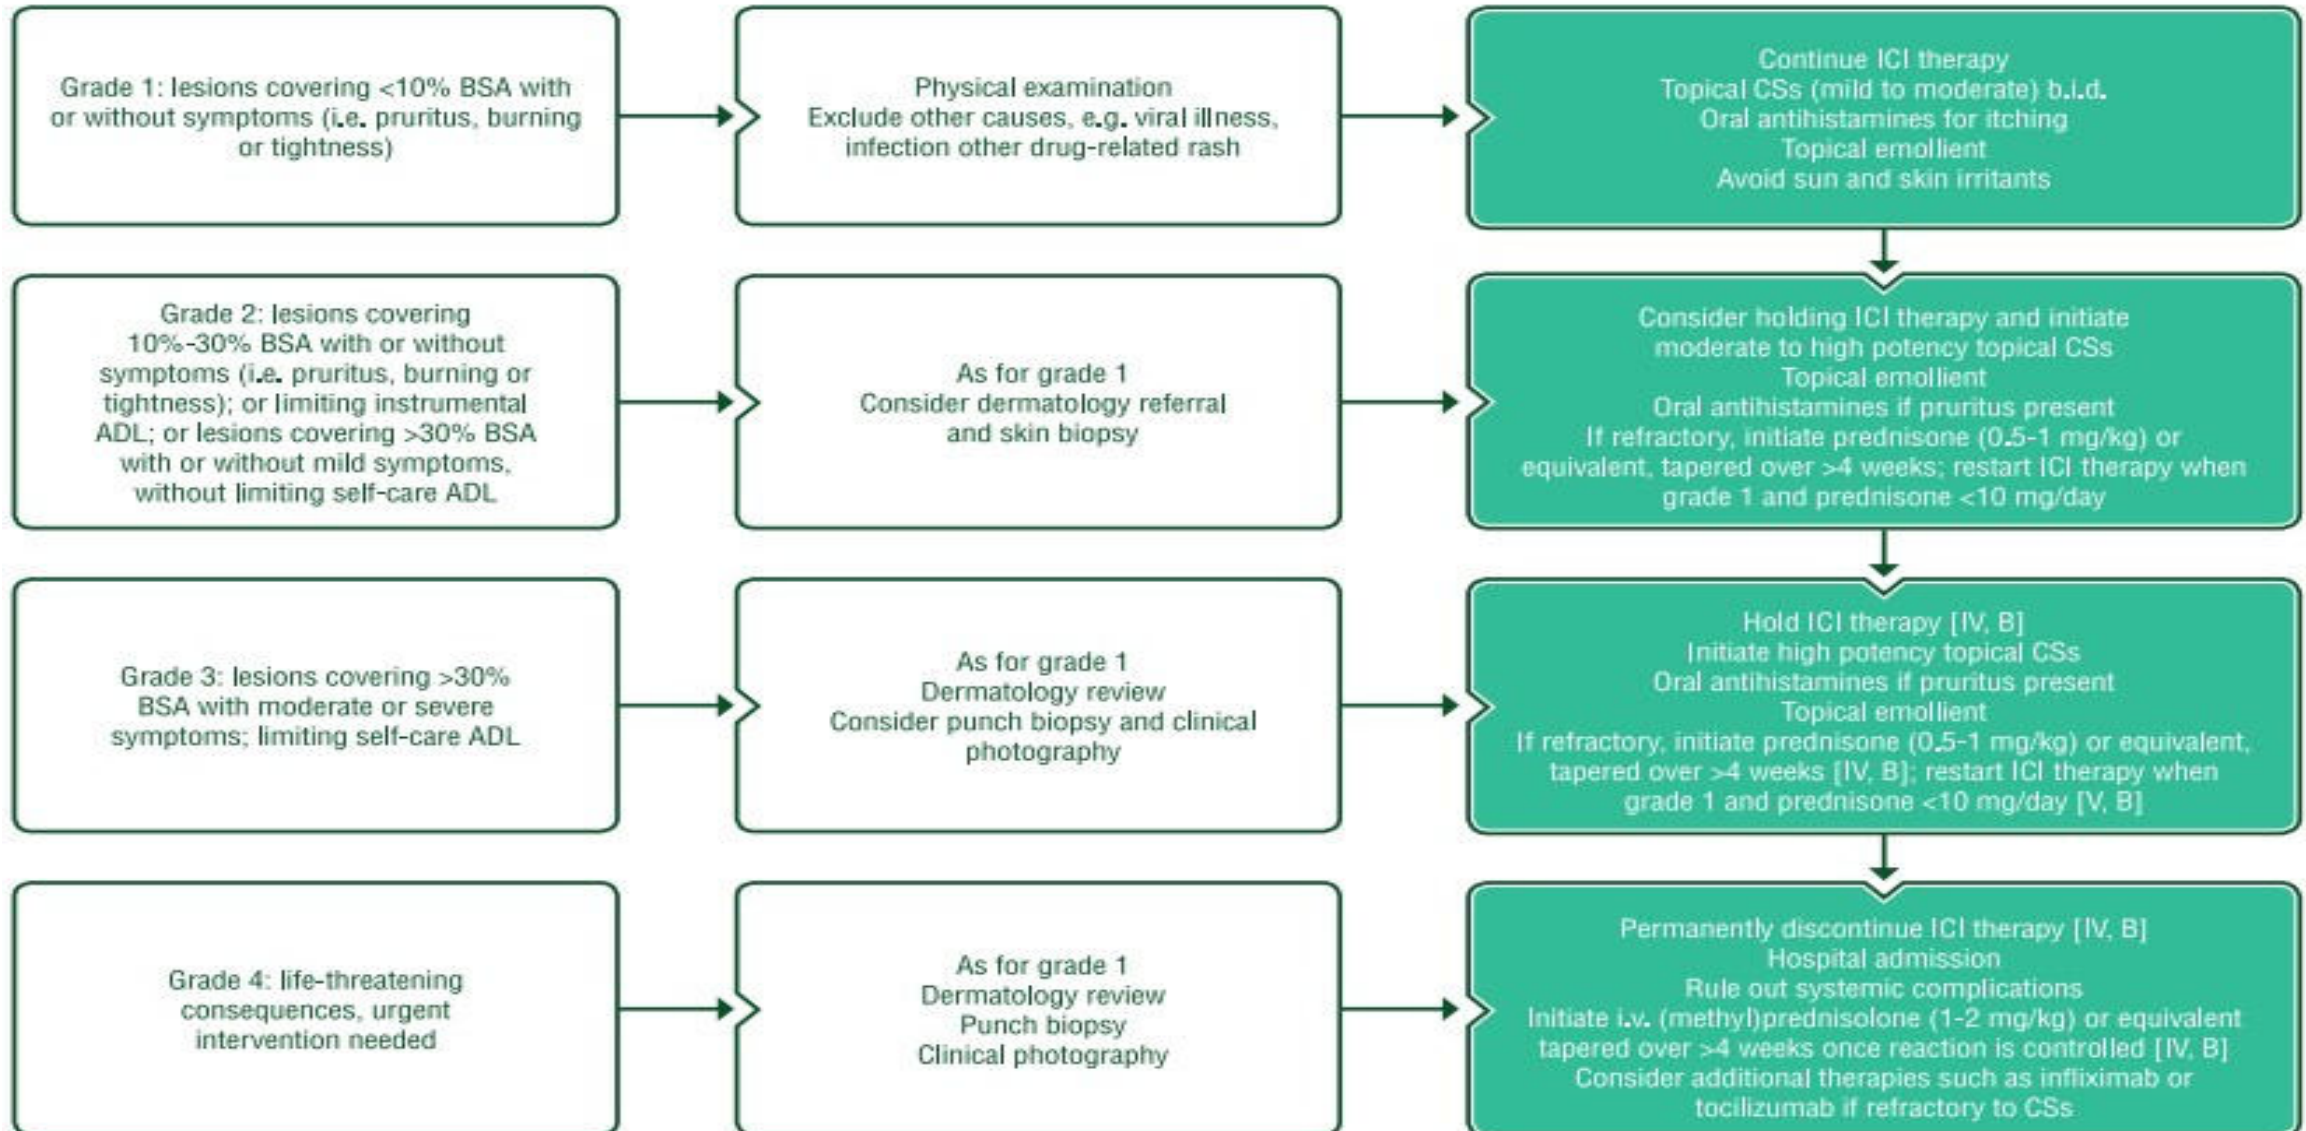 Grade 1: lesions covering <10% BSA with
or without symptoms (i.e. pruritus, burning
or tightness)
Physical examination
Exclude other causes, e.g. viral illness,
infection other drug-related rash
Continue ICI therapy
Topical CSs (mild to moderate) b.i.d.
Oral antihistamines for itching
Topical emollient
Avoid sun and skin irritants
Grade 2: lesions covering
10%-30% BSA with or without
symptoms (i.e. pruritus, burning or
tightness); or limiting instrumental
ADL; or lesions covering >30% BSA
with or without mild symptoms,
without limiting self-care ADL
As for grade 1
Consider dermatology referral
and skin biopsy
Consider holding ICI therapy and initiate
moderate to high potency topical CSs
Topical emollient
Oral antihistamines if pruritus present
If refractory, initiate prednisone (0.5-1 mg/kg) or
equivalent, tapered over >4 weeks; restart ICI therapy when
grade 1 and prednisone <10 mg/day
Grade 3: lesions covering >30%
BSA with moderate or severe
symptoms; limiting self-care ADL
As for grade 1
Dermatology review
Consider punch biopsy and clinical
photography
Hold ICI therapy [IV, B]
Initiate high potency topical CSs
Oral antihistamines if pruritus present
Topical emollient
If refractory, initiate prednisone (0.5-1 mg/kg) or equivalent,
tapered over >4 weeks [IV, B]; restart ICI therapy when
grade 1 and prednisone <10 mg/day [V, B]
Grade 4: life-threatening
consequences, urgent
intervention needed
As for grade 1
Dermatology review
Punch biopsy
Clinical photography
Permanently discontinue ICI therapy [IV, B]
Hospital admission
Rule out systemic complications
Initiate i.v. (methyl)prednisolone (1-2 mg/kg) or equivalent
tapered over >4 weeks once reaction is controlled [IV, B]
Consider additional therapies such as infliximab or
tocilizumab if refractory to CSs